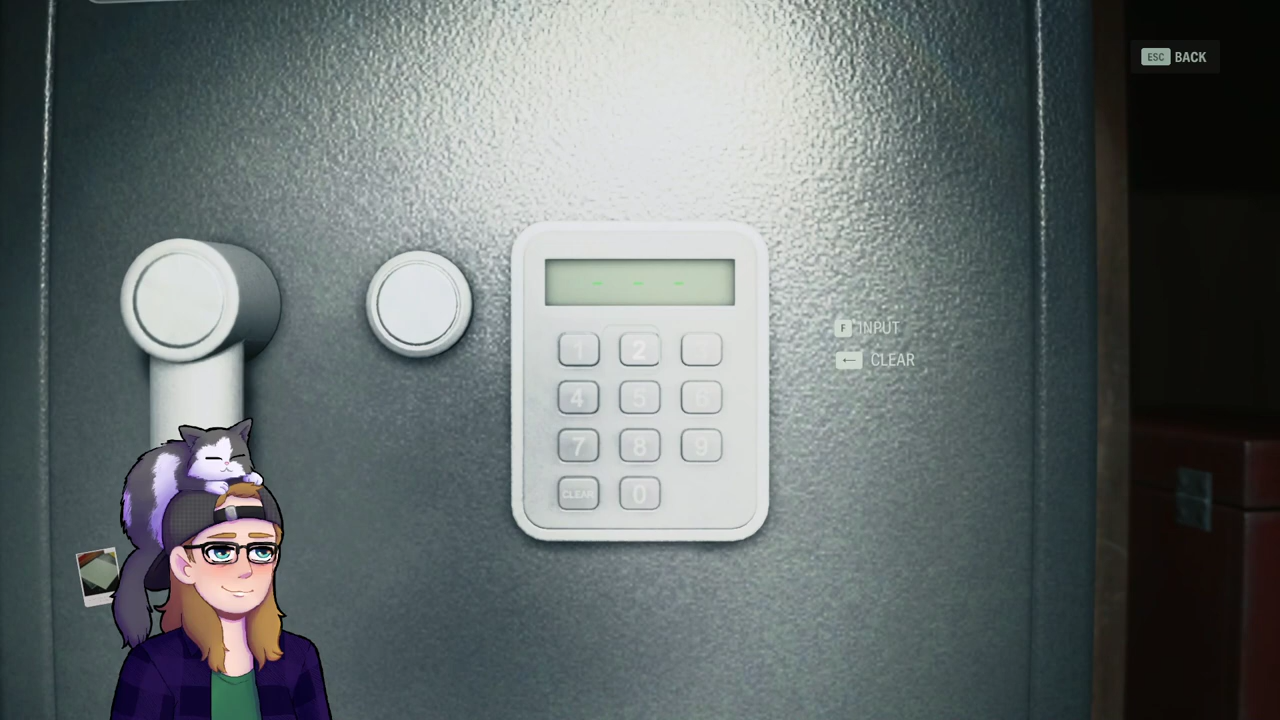 ESC BACK
- - -
1 2 3
F INPUT
← CLEAR
4 5 6
7 8 9
CLEAR 0